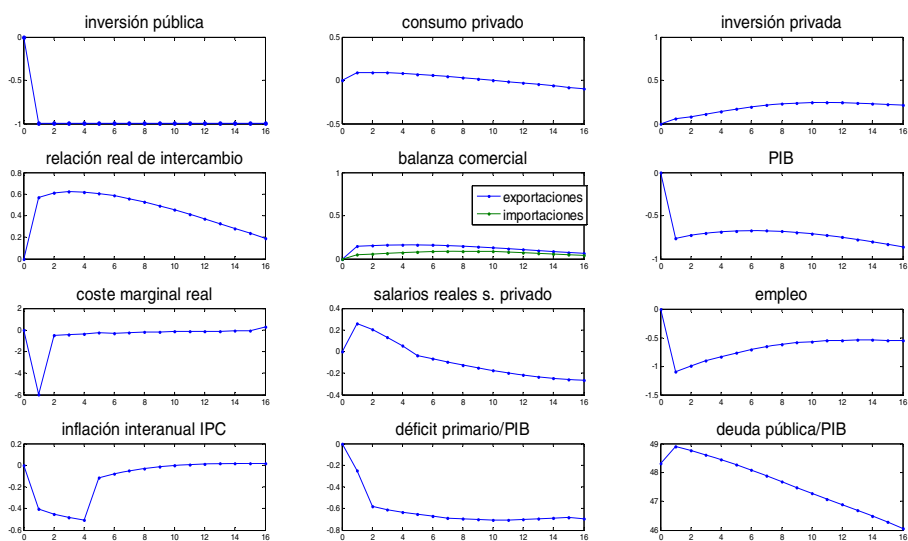 inversión pública
0
-0.5
-1
0 2 4 6 8 10 12 14 16
consumo privado
0.5
0
-0.5
0 2 4 6 8 10 12 14 16
inversión privada
1
0.5
0
0 2 4 6 8 10 12 14 16
relación real de intercambio
0.8
0.6
0.4
0.2
0
0 2 4 6 8 10 12 14 16
balanza comercial
1
0.5
0
exportaciones
importaciones
0 2 4 6 8 10 12 14 16
PIB
0
-0.5
-1
0 2 4 6 8 10 12 14 16
coste marginal real
2
0
-2
-4
-6
0 2 4 6 8 10 12 14 16
salarios reales s. privado
0.4
0.2
0
-0.2
-0.4
0 2 4 6 8 10 12 14 16
empleo
0
-0.5
-1
-1.5
0 2 4 6 8 10 12 14 16
inflación interanual IPC
0.2
0
-0.2
-0.4
-0.6
0 2 4 6 8 10 12 14 16
déficit primario/PIB
0
-0.2
-0.4
-0.6
-0.8
0 2 4 6 8 10 12 14 16
deuda pública/PIB
49
48
47
46
0 2 4 6 8 10 12 14 16